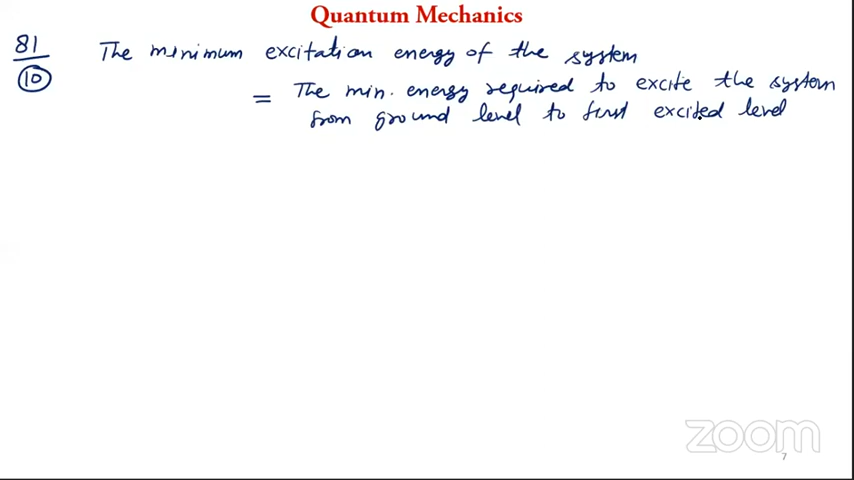 Quantum Mechanics
81
10
The minimum excitation energy of the system
= The min. energy required to excite the system
from ground level to first excited level
zoom
7